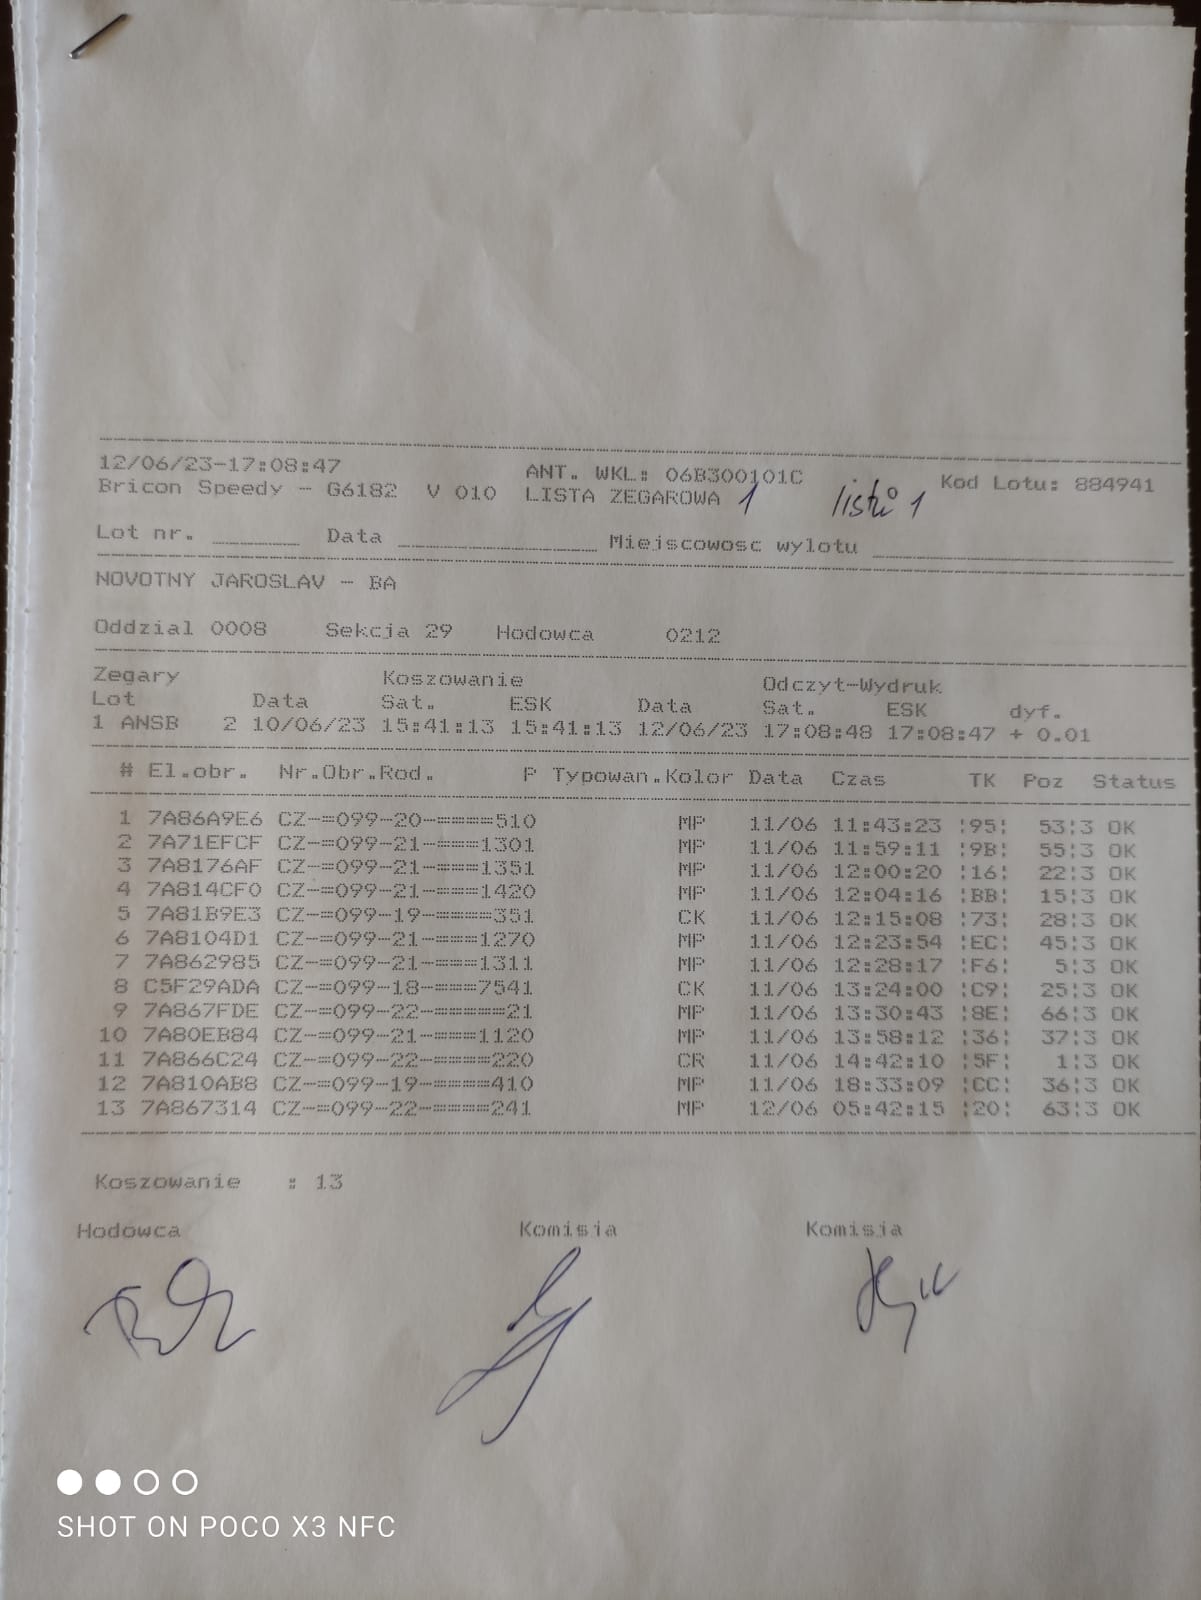 12/06/23-17:08:47 ANT. WKL: 06B300101C
Bricon Speedy - G6182 V 010 LISTA ZEGAROWA 1 listů 1 Kod Lotu: 884941
Lot nr. ________ Data ________________ Miejscowosc wylotu ________________
NOVOTNY JAROSLAV - BA
Oddzial 0008 Sekcja 29 Hodowca 0212
Zegary Koszowanie Odczyt-Wydruk
Lot Data Sat. ESK Data Sat. ESK dyf.
1 ANSB 2 10/06/23 15:41:13 15:41:13 12/06/23 17:08:48 17:08:47 + 0.01
# El.obr. Nr.Obr.Rod. P Typowan.Kolor Data Czas TK Poz Status
1 7A86A9E6 CZ-=099-20-=====510 MP 11/06 11:43:23 ¦95¦ 53¦3 OK
2 7A71EFCF CZ-=099-21-====1301 MP 11/06 11:59:11 ¦9B¦ 55¦3 OK
3 7A8176AF CZ-=099-21-====1351 MP 11/06 12:00:20 ¦16¦ 22¦3 OK
4 7A814CF0 CZ-=099-21-====1420 MP 11/06 12:04:16 ¦BB¦ 15¦3 OK
5 7A81B9E3 CZ-=099-19-=====351 CK 11/06 12:15:08 ¦73¦ 28¦3 OK
6 7A8104D1 CZ-=099-21-====1270 MP 11/06 12:23:54 ¦EC¦ 45¦3 OK
7 7A862985 CZ-=099-21-====1311 MP 11/06 12:28:17 ¦F6¦ 5¦3 OK
8 C5F29ADA CZ-=099-18-====7541 CK 11/06 13:24:00 ¦C9¦ 25¦3 OK
9 7A867FDE CZ-=099-22-======21 MP 11/06 13:30:43 ¦8E¦ 66¦3 OK
10 7A80EB84 CZ-=099-21-====1120 MP 11/06 13:58:12 ¦36¦ 37¦3 OK
11 7A866C24 CZ-=099-22-=====220 CR 11/06 14:42:10 ¦5F¦ 1¦3 OK
12 7A810AB8 CZ-=099-19-=====410 MP 11/06 18:33:09 ¦CC¦ 36¦3 OK
13 7A867314 CZ-=099-22-=====241 MP 12/06 05:42:15 ¦20¦ 63¦3 OK
Koszowanie : 13
Hodowca Komisja Komisja
SHOT ON POCO X3 NFC